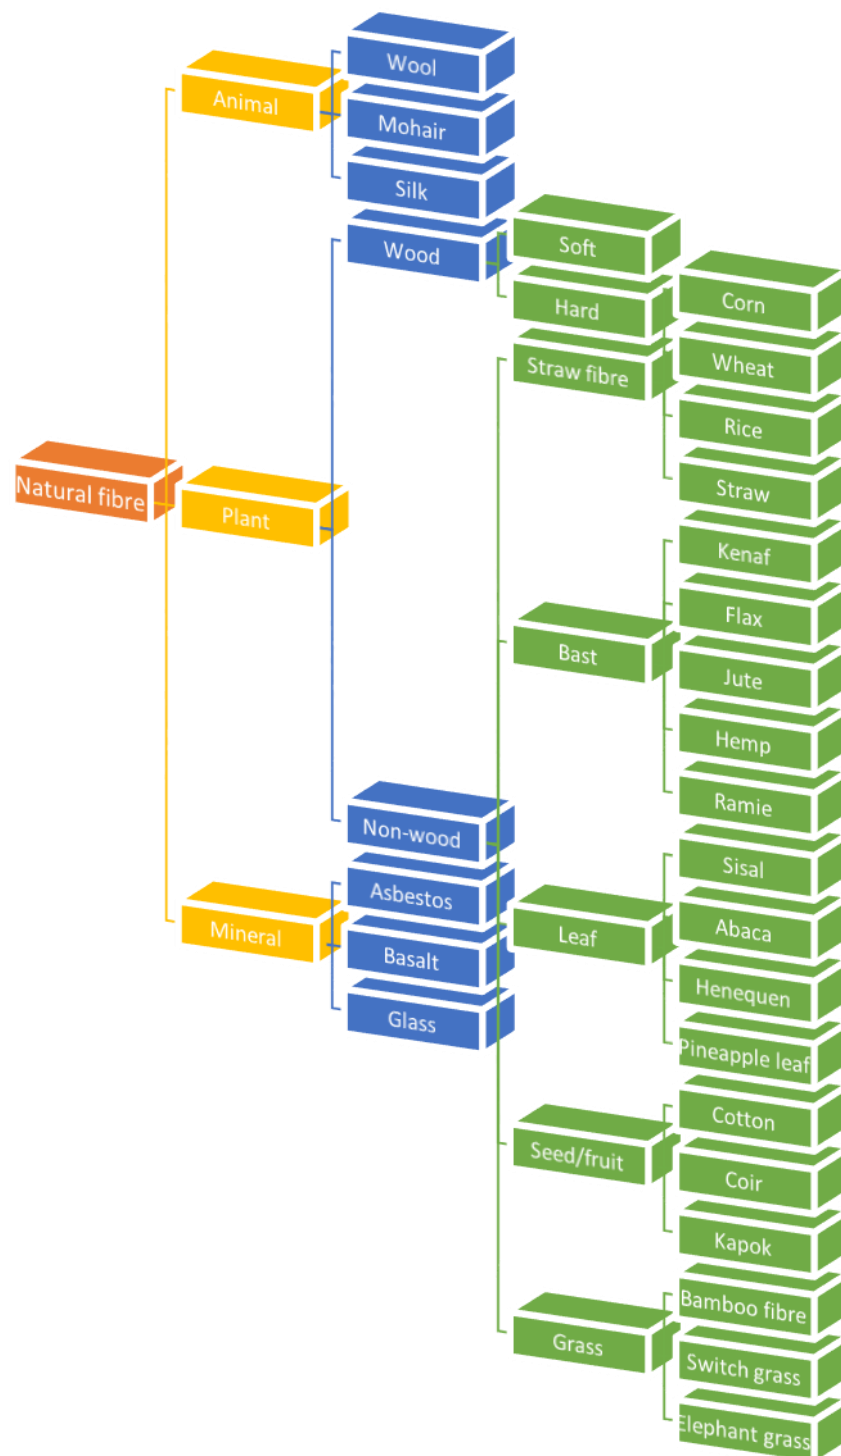 Natural fibre
Animal
Wool
Mohair
Silk
Plant
Wood
Soft
Hard
Non-wood
Straw fibre
Corn
Wheat
Rice
Straw
Bast
Kenaf
Flax
Jute
Hemp
Ramie
Leaf
Sisal
Abaca
Henequen
Pineapple leaf
Seed/fruit
Cotton
Coir
Kapok
Grass
Bamboo fibre
Switch grass
Elephant grass
Mineral
Asbestos
Basalt
Glass